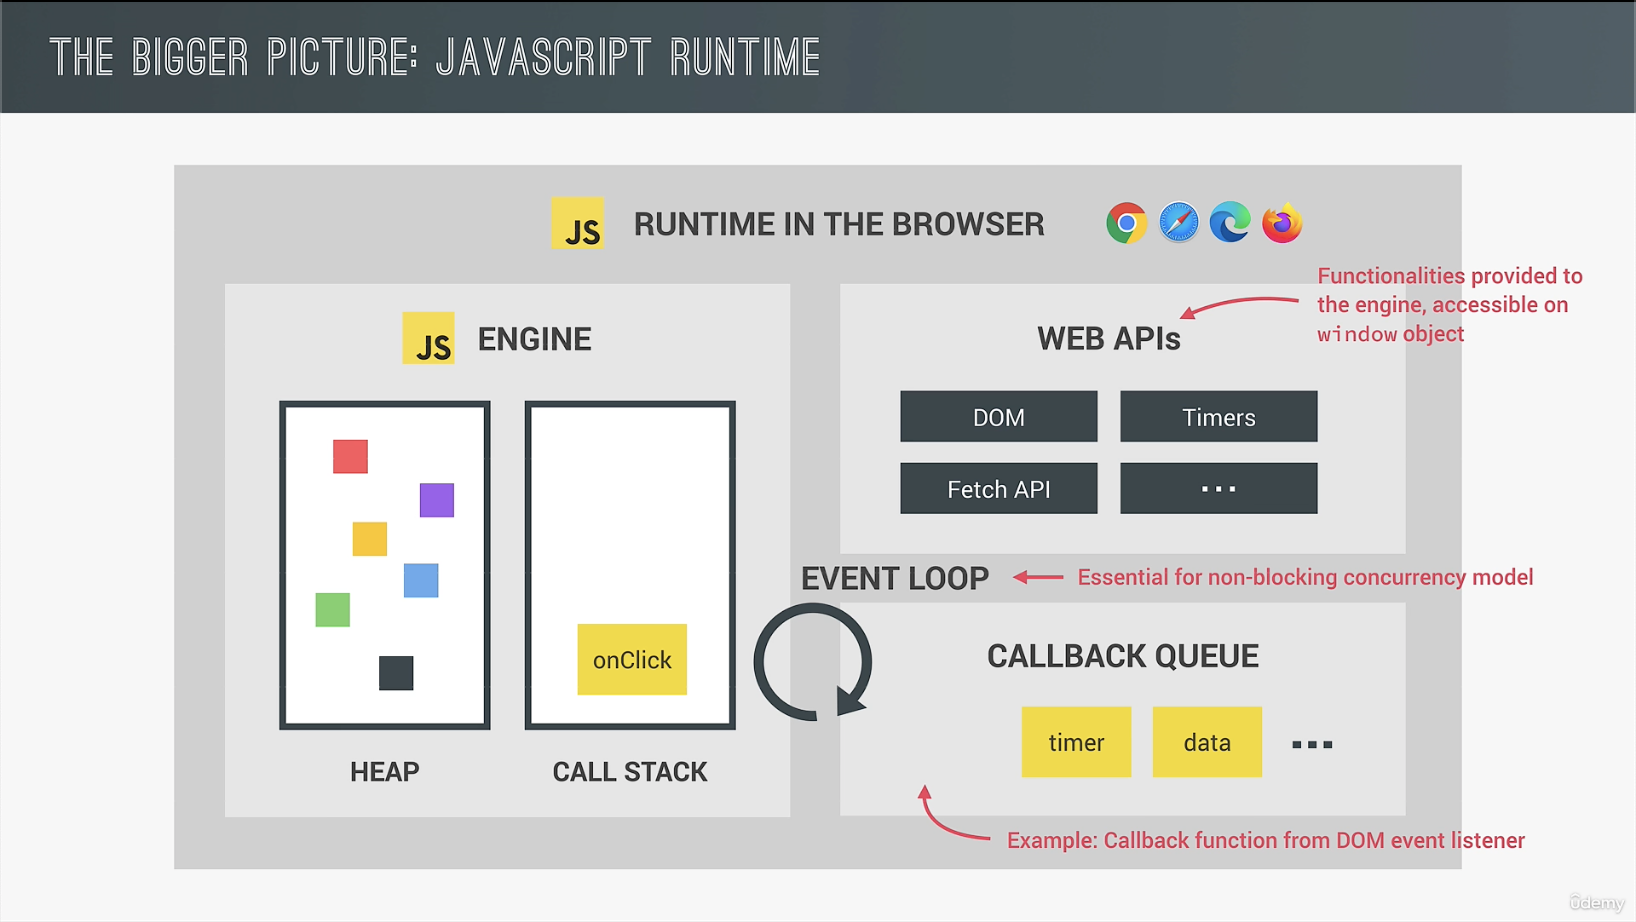 THE BIGGER PICTURE: JAVASCRIPT RUNTIME
JS RUNTIME IN THE BROWSER
Functionalities provided to
the engine, accessible on
window object
JS ENGINE
WEB APIs
DOM
Timers
Fetch API
...
EVENT LOOP
Essential for non-blocking concurrency model
onClick
CALLBACK QUEUE
timer
data
...
HEAP
CALL STACK
Example: Callback function from DOM event listener
ûdemy